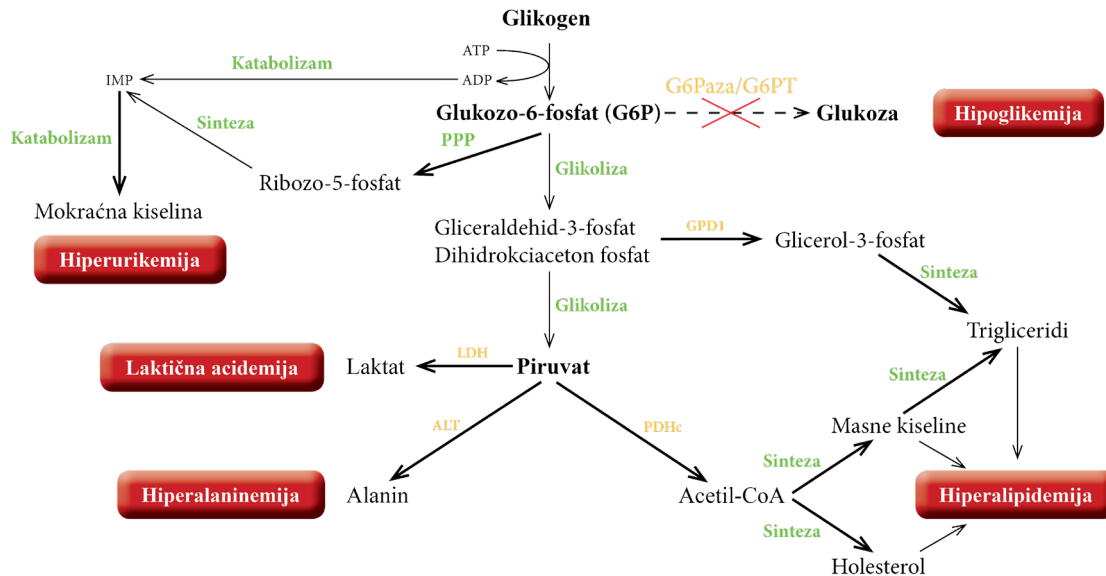 Glikogen
ATP
Katabolizam
IMP
ADP
G6Paza/G6PT
Glukozo-6-fosfat (G6P)
Glukoza
Hipoglikemija
Sinteza
Katabolizam
PPP
Glikoliza
Ribozo-5-fosfat
Mokraćna kiselina
Gliceraldehid-3-fosfat
Dihidrokciaceton fosfat
GPD1
Glicerol-3-fosfat
Hiperurikemija
Sinteza
Glikoliza
Trigliceridi
Laktična acidemija
Laktat
LDH
Piruvat
Sinteza
ALT
PDHc
Masne kiseline
Sinteza
Hiperalaninemija
Alanin
Acetil-CoA
Hiperalipidemija
Sinteza
Holesterol